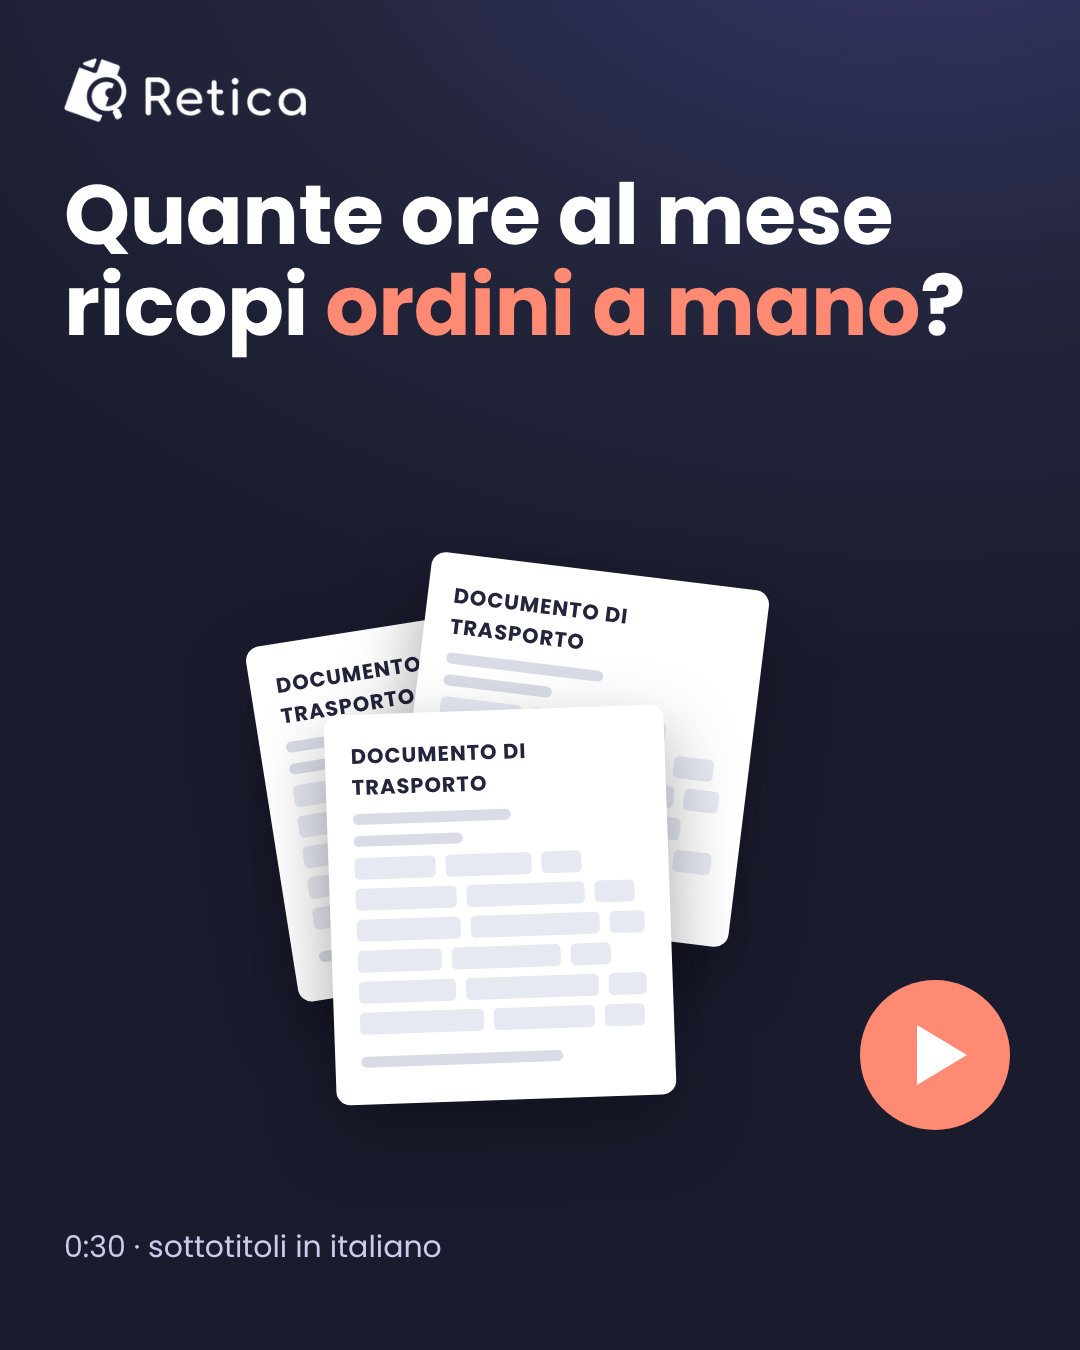 Retica
Quante ore al mese
ricopi ordini a mano?
DOCUMENTO DI
TRASPORTO
DOCUMENTO
TRASPORTO
DOCUMENTO DI
TRASPORTO
0:30 · sottotitoli in italiano